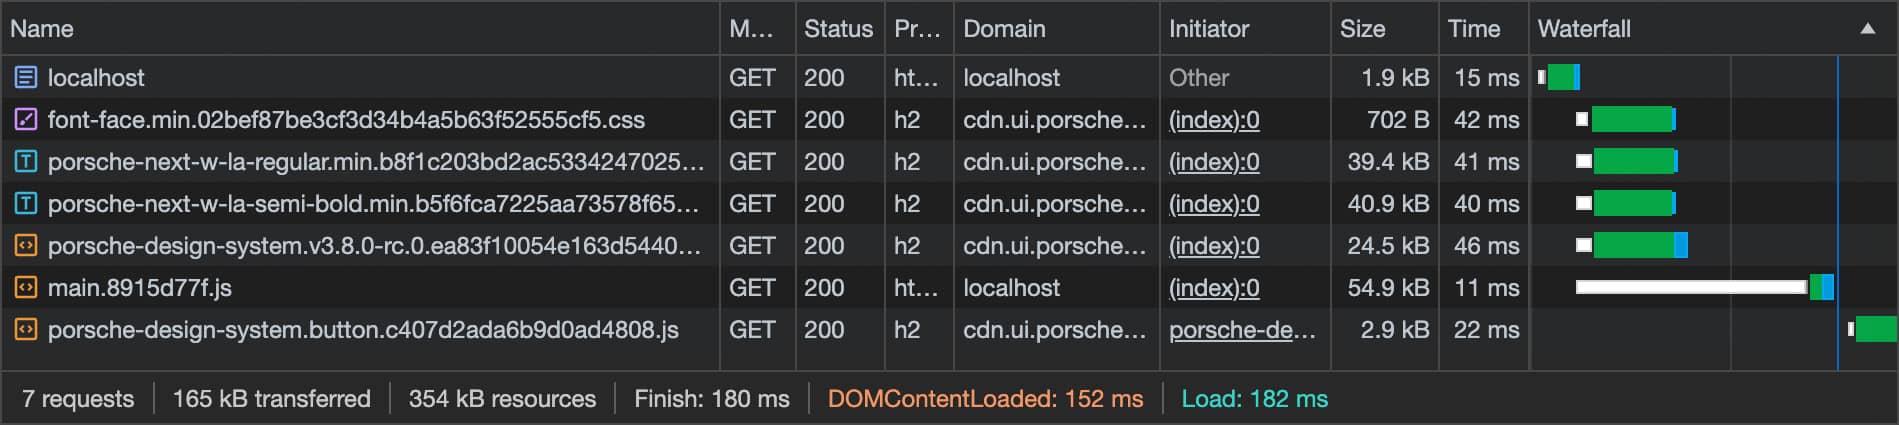 Name M... Status Pr... Domain Initiator Size Time Waterfall
localhost GET 200 ht... localhost Other 1.9 kB 15 ms
font-face.min.02bef87be3cf3d34b4a5b63f52555cf5.css GET 200 h2 cdn.ui.porsche... (index):0 702 B 42 ms
porsche-next-w-la-regular.min.b8f1c203bd2ac5334247025... GET 200 h2 cdn.ui.porsche... (index):0 39.4 kB 41 ms
porsche-next-w-la-semi-bold.min.b5f6fca7225aa73578f65... GET 200 h2 cdn.ui.porsche... (index):0 40.9 kB 40 ms
porsche-design-system.v3.8.0-rc.0.ea83f10054e163d5440... GET 200 h2 cdn.ui.porsche... (index):0 24.5 kB 46 ms
main.8915d77f.js GET 200 ht... localhost (index):0 54.9 kB 11 ms
porsche-design-system.button.c407d2ada6b9d0ad4808.js GET 200 h2 cdn.ui.porsche... porsche-de... 2.9 kB 22 ms
7 requests 165 kB transferred 354 kB resources Finish: 180 ms DOMContentLoaded: 152 ms Load: 182 ms